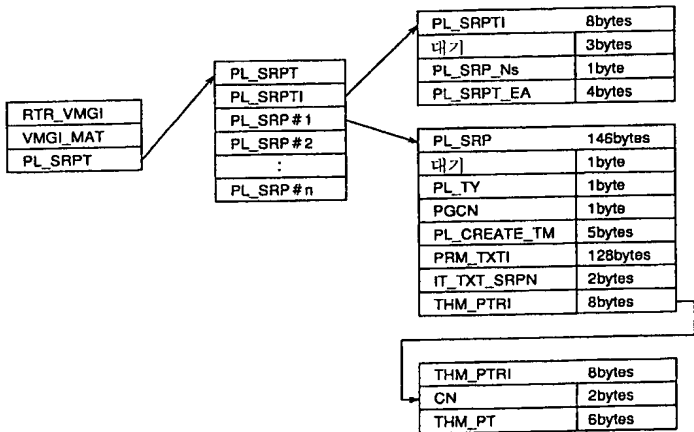 RTR_VMGI
VMGI_MAT
PL_SRPT
PL_SRPT
PL_SRPTI
PL_SRP#1
PL_SRP#2
:
PL_SRP#n
PL_SRPTI 8bytes
대기 3bytes
PL_SRP_Ns 1byte
PL_SRPT_EA 4bytes
PL_SRP 146bytes
대기 1byte
PL_TY 1byte
PGCN 1byte
PL_CREATE_TM 5bytes
PRM_TXTI 128bytes
IT_TXT_SRPN 2bytes
THM_PTRI 8bytes
THM_PTRI 8bytes
CN 2bytes
THM_PT 6bytes